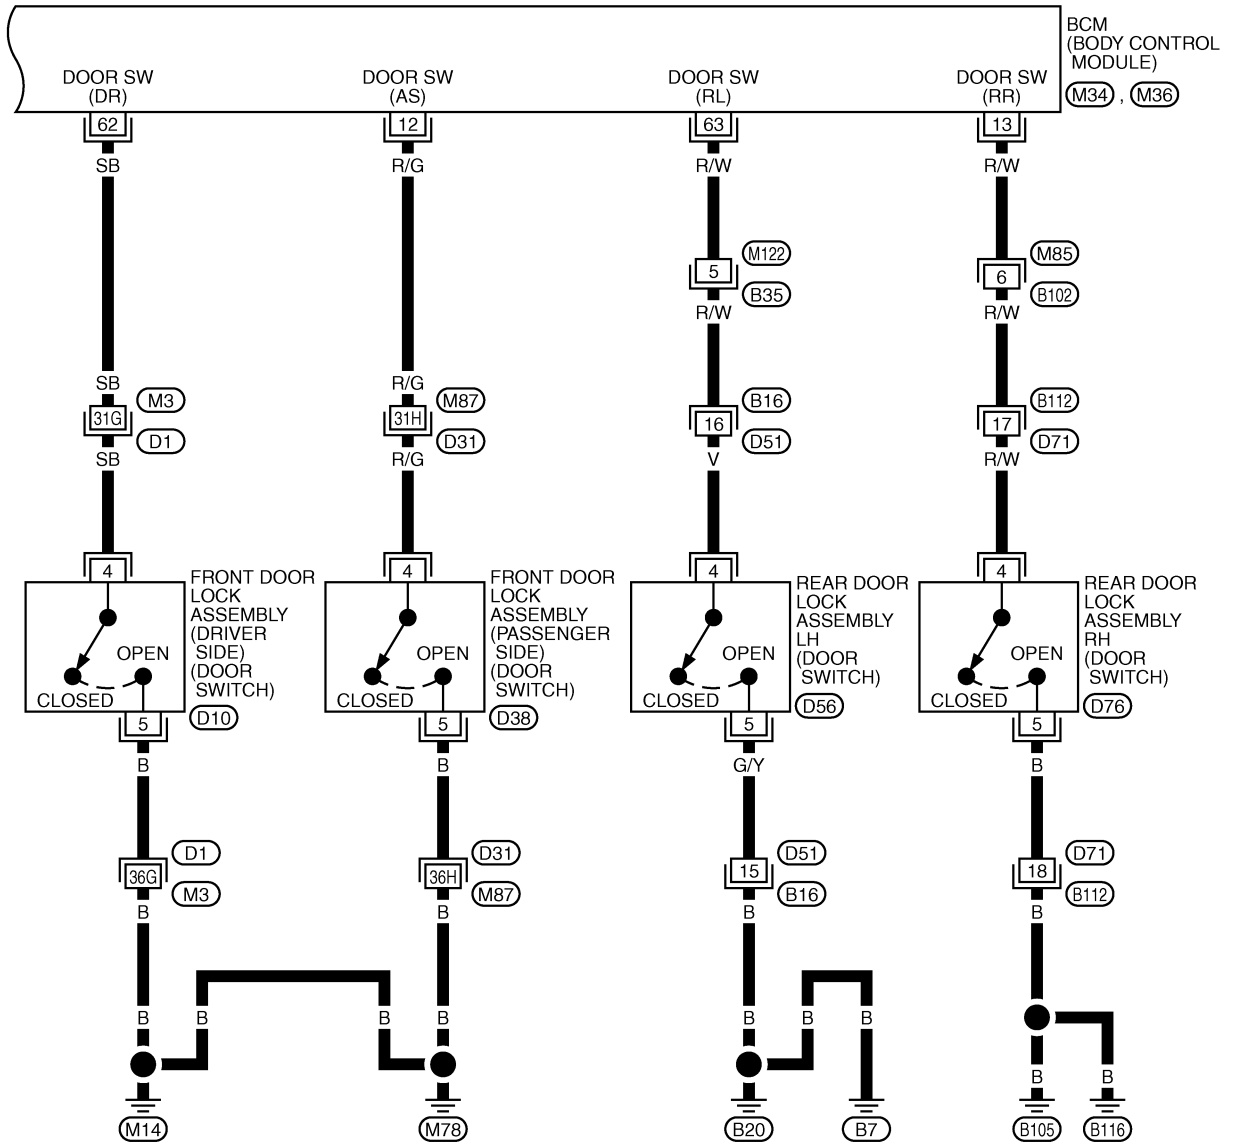 BCM
(BODY CONTROL
MODULE)
M34 , M36
DOOR SW
(DR)
DOOR SW
(AS)
DOOR SW
(RL)
DOOR SW
(RR)
62
12
63
13
SB
R/G
R/W
R/W
M122
M85
5
6
B35
B102
R/W
R/W
SB
R/G
M3
M87
B16
B112
31G
31H
16
17
D1
D31
D51
D71
SB
R/G
V
R/W
4
4
4
4
FRONT DOOR
LOCK
ASSEMBLY
(DRIVER
SIDE)
(DOOR
SWITCH)
D10
FRONT DOOR
LOCK
ASSEMBLY
(PASSENGER
SIDE)
(DOOR
SWITCH)
D38
REAR DOOR
LOCK
ASSEMBLY
LH
(DOOR
SWITCH)
D56
REAR DOOR
LOCK
ASSEMBLY
RH
(DOOR
SWITCH)
D76
OPEN
OPEN
OPEN
OPEN
CLOSED
CLOSED
CLOSED
CLOSED
5
5
5
5
B
B
G/Y
B
D1
D31
D51
D71
36G
36H
15
18
M3
M87
B16
B112
B
B
B
B
B
B
B
B
B
B
B
B
B
M14
M78
B20
B7
B105
B116